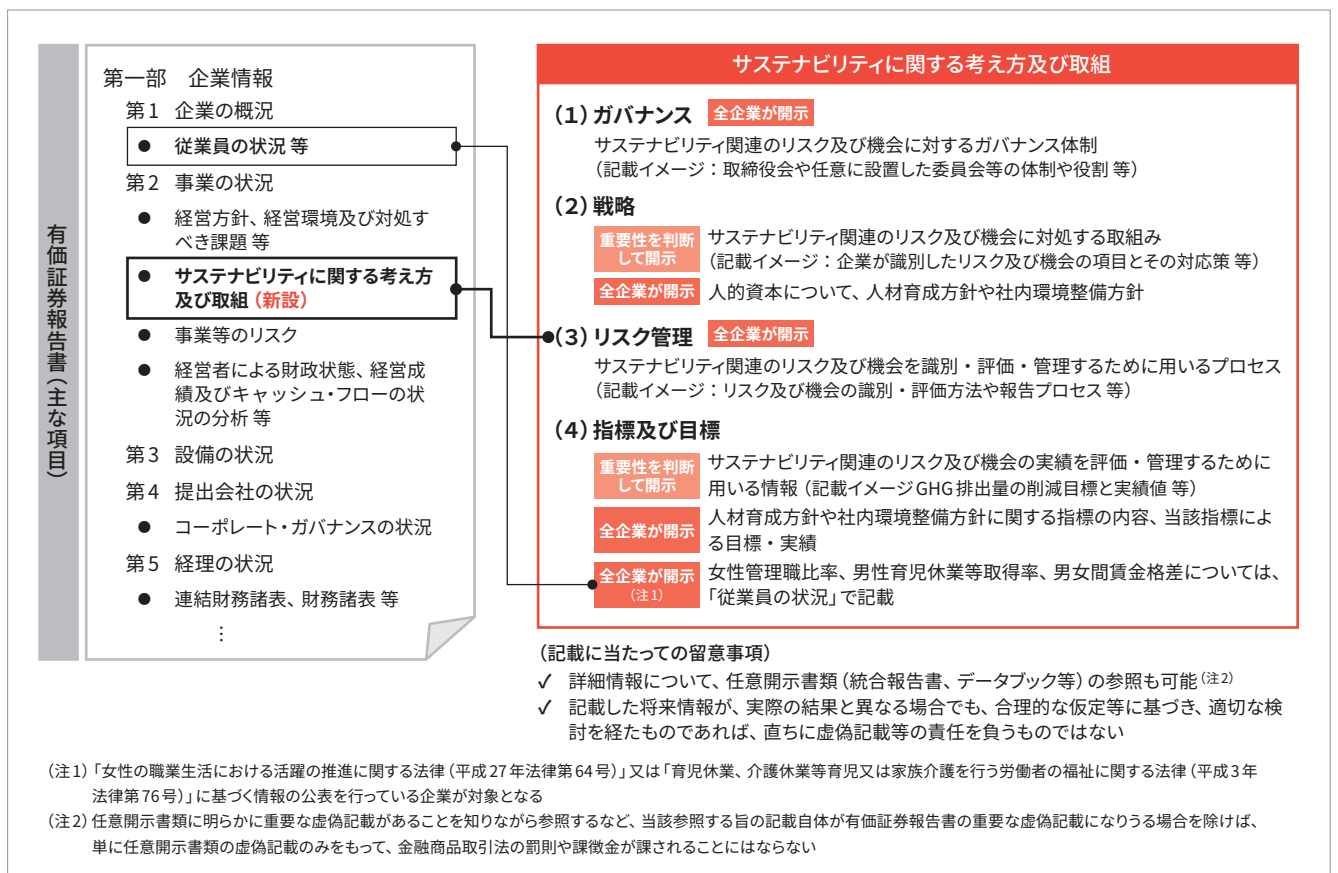 有価証券報告書（主な項目）
第一部　企業情報
第1　企業の概況
● 従業員の状況 等
第2　事業の状況
● 経営方針、経営環境及び対処す
べき課題 等
● サステナビリティに関する考え方
及び取組（新設）
● 事業等のリスク
● 経営者による財政状態、経営成
績及びキャッシュ・フローの状
況の分析 等
第3　設備の状況
第4　提出会社の状況
● コーポレート・ガバナンスの状況
第5　経理の状況
● 連結財務諸表、財務諸表 等
⋮
サステナビリティに関する考え方及び取組
（1）ガバナンス　全企業が開示
サステナビリティ関連のリスク及び機会に対するガバナンス体制
（記載イメージ：取締役会や任意に設置した委員会等の体制や役割 等）
（2）戦略
重要性を判断
して開示
サステナビリティ関連のリスク及び機会に対処する取組み
（記載イメージ：企業が識別したリスク及び機会の項目とその対応策 等）
全企業が開示　人的資本について、人材育成方針や社内環境整備方針
（3）リスク管理　全企業が開示
サステナビリティ関連のリスク及び機会を識別・評価・管理するために用いるプロセス
（記載イメージ：リスク及び機会の識別・評価方法や報告プロセス 等）
（4）指標及び目標
重要性を判断
して開示
サステナビリティ関連のリスク及び機会の実績を評価・管理するために
用いる情報（記載イメージGHG排出量の削減目標と実績値 等）
全企業が開示
人材育成方針や社内環境整備方針に関する指標の内容、当該指標によ
る目標・実績
全企業が開示
（注1）
女性管理職比率、男性育児休業等取得率、男女間賃金格差については、
「従業員の状況」で記載
（記載に当たっての留意事項）
✓ 詳細情報について、任意開示書類（統合報告書、データブック等）の参照も可能（注2）
✓ 記載した将来情報が、実際の結果と異なる場合でも、合理的な仮定等に基づき、適切な検
討を経たものであれば、直ちに虚偽記載等の責任を負うものではない
（注1）「女性の職業生活における活躍の推進に関する法律（平成27年法律第64号）」又は「育児休業、介護休業等育児又は家族介護を行う労働者の福祉に関する法律（平成3年
法律第76号）」に基づく情報の公表を行っている企業が対象となる
（注2）任意開示書類に明らかに重要な虚偽記載があることを知りながら参照するなど、当該参照する旨の記載自体が有価証券報告書の重要な虚偽記載になりうる場合を除けば、
単に任意開示書類の虚偽記載のみをもって、金融商品取引法の罰則や課徴金が課されることにはならない